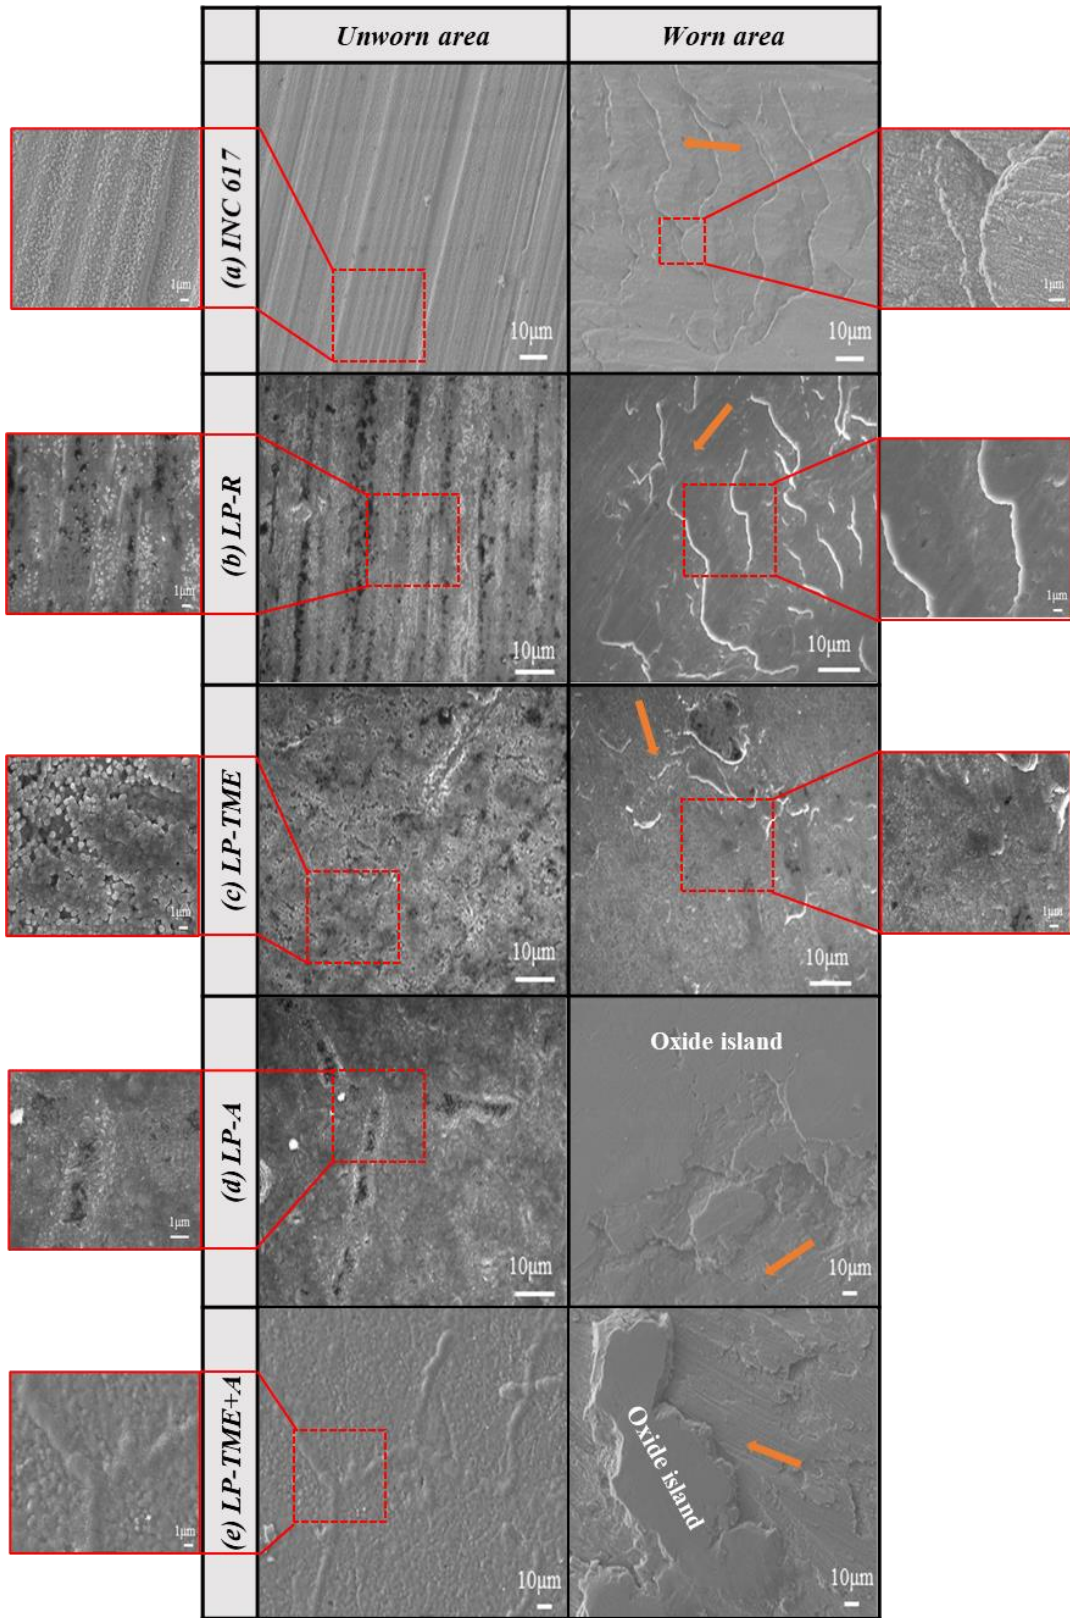 Unworn area
Worn area
(a) INC 617
1μm
10μm
10μm
1μm
(b) LP-R
1μm
10μm
10μm
1μm
(c) LP-TME
1μm
10μm
10μm
1μm
(d) LP-A
1μm
10μm
Oxide island
10μm
(e) LP-TME+A
1μm
10μm
Oxide island
10μm